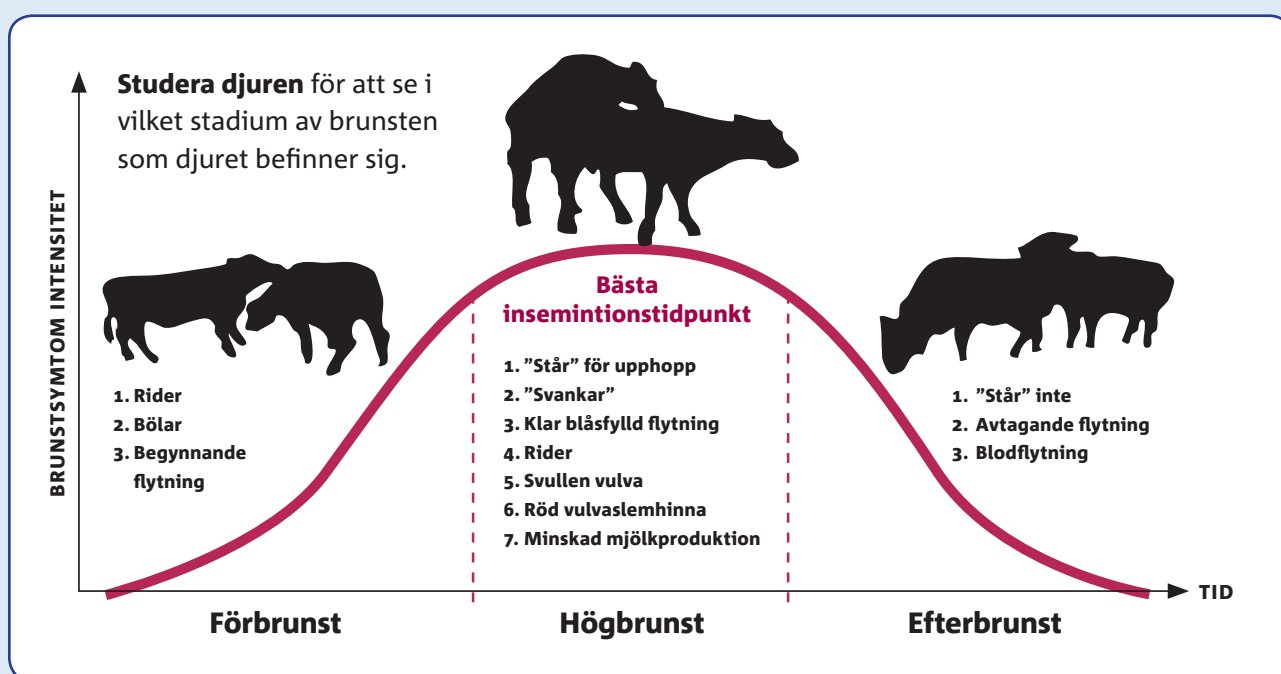 Studera djuren för att se i
vilket stadium av brunsten
som djuret befinner sig.
BRUNSTSYMTOM INTENSITET
1. Rider
2. Bölar
3. Begynnande
flytning
Bästa
insemintionstidpunkt
1. ”Står” för upphopp
2. ”Svankar”
3. Klar blåsfylld flytning
4. Rider
5. Svullen vulva
6. Röd vulvaslemhinna
7. Minskad mjölkproduktion
1. ”Står” inte
2. Avtagande flytning
3. Blodflytning
TID
Förbrunst
Högbrunst
Efterbrunst